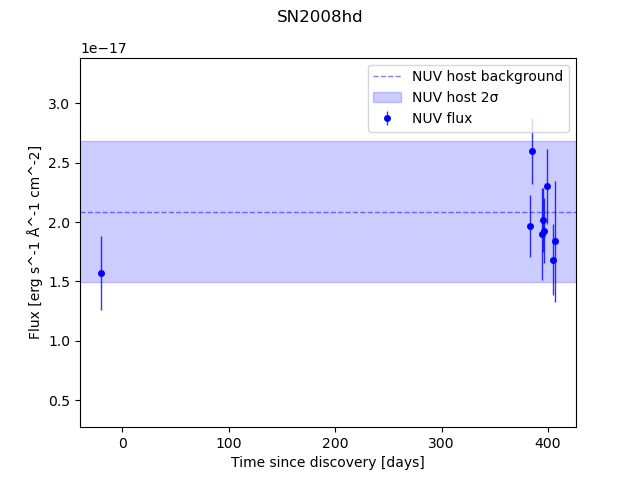 SN2008hd
1e−17
NUV host background
NUV host 2σ
NUV flux
3.0
2.5
2.0
1.5
1.0
0.5
Flux [erg s^-1 Å^-1 cm^-2]
0
100
200
300
400
Time since discovery [days]